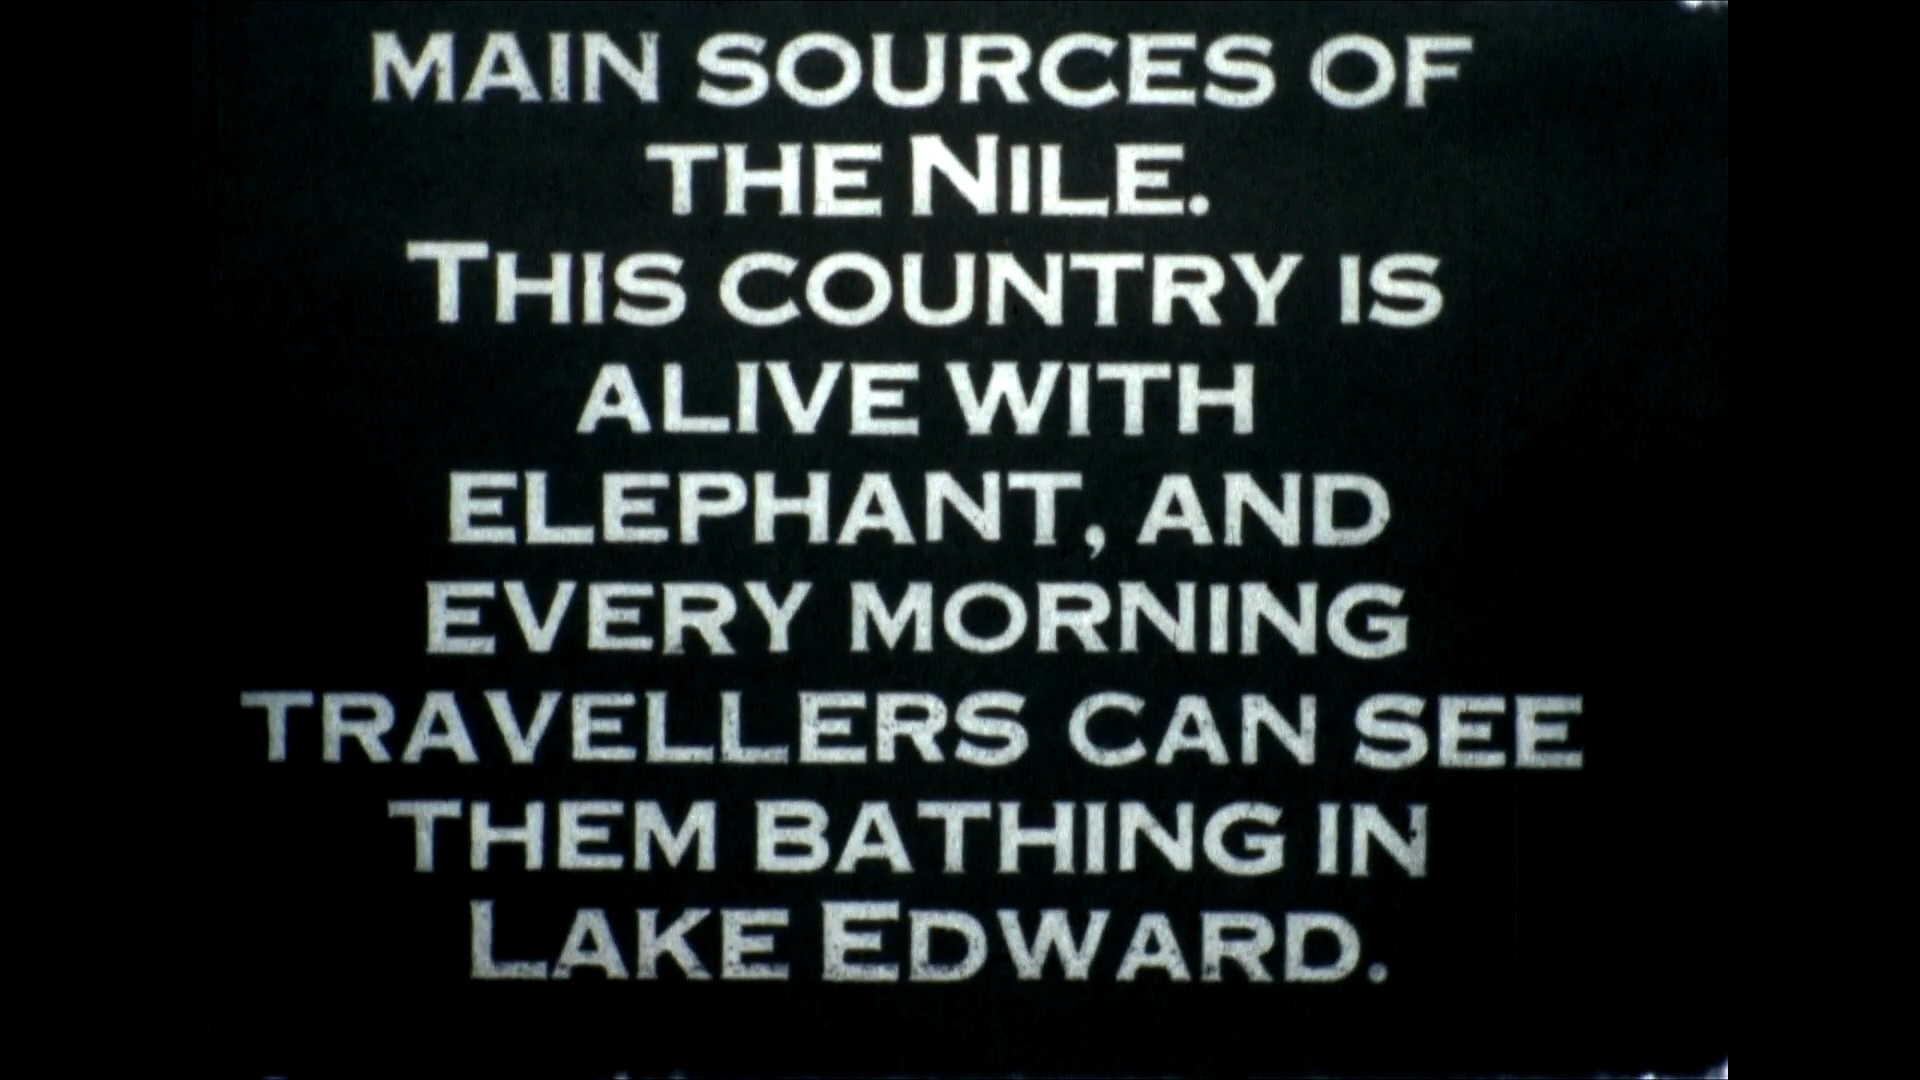 MAIN SOURCES OF
THE NILE.
THIS COUNTRY IS
ALIVE WITH
ELEPHANT, AND
EVERY MORNING
TRAVELLERS CAN SEE
THEM BATHING IN
LAKE EDWARD.